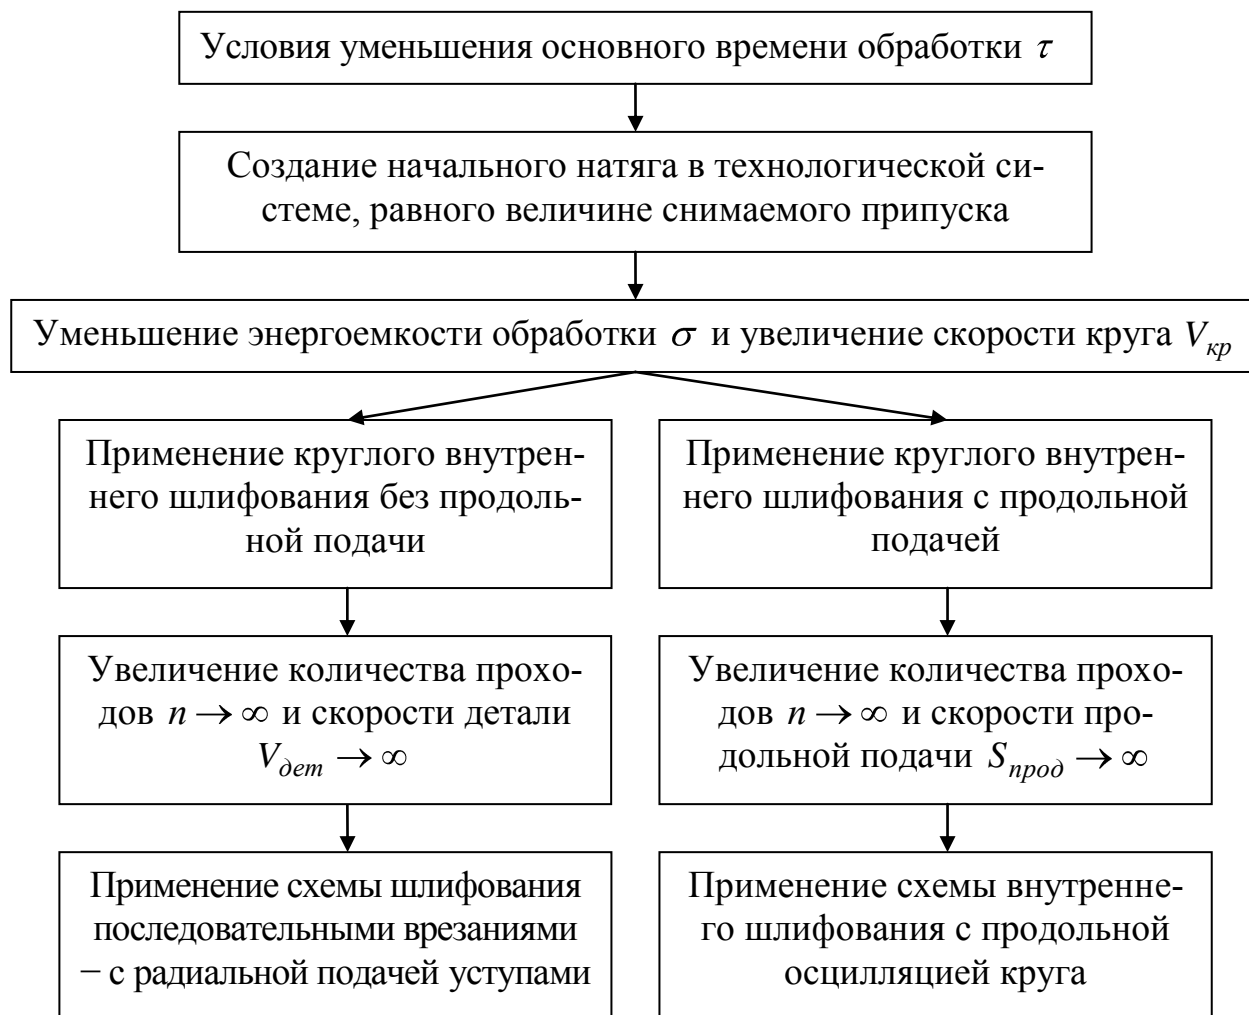 Условия уменьшения основного времени обработки τ
Создание начального натяга в технологической си-
стеме, равного величине снимаемого припуска
Уменьшение энергоемкости обработки σ и увеличение скорости круга Vкр
Применение круглого внутрен-
него шлифования без продоль-
ной подачи
Применение круглого внутрен-
него шлифования с продольной
подачей
Увеличение количества прохо-
дов n → ∞ и скорости детали
Vдет → ∞
Увеличение количества прохо-
дов n → ∞ и скорости про-
дольной подачи Sпрод → ∞
Применение схемы шлифования
последовательными врезаниями
− с радиальной подачей уступами
Применение схемы внутренне-
го шлифования с продольной
осцилляцией круга